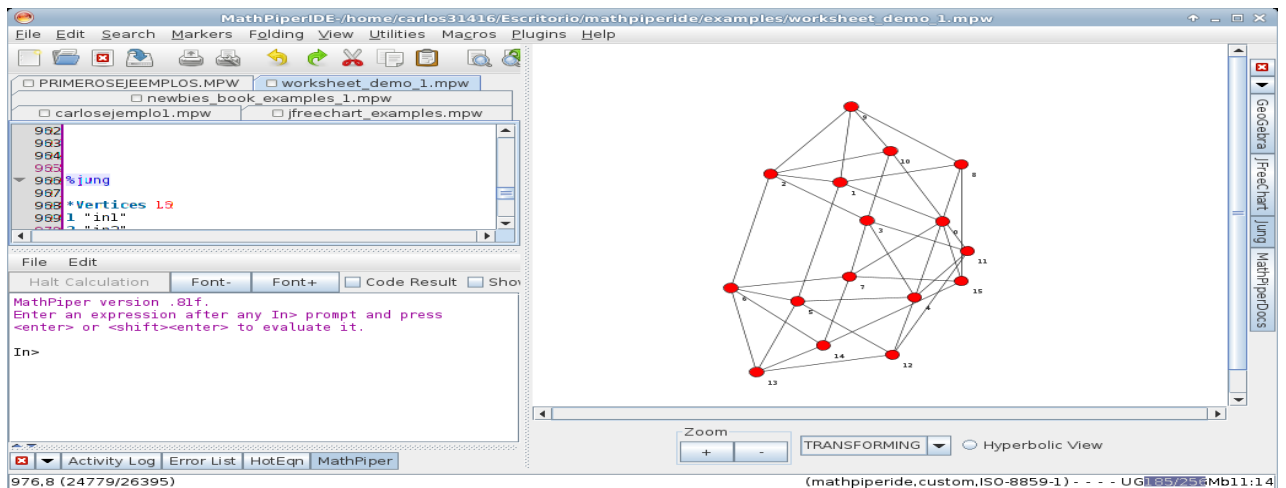 MathPiperIDE-/home/carlos31416/Escritorio/mathpiperide/examples/worksheet_demo_1.mpw
File Edit Search Markers Folding View Utilities Macros Plugins Help
PRIMEROSEJEEMPLOS.MPW worksheet_demo_1.mpw
newbies_book_examples_1.mpw
carlosejemplo1.mpw jfreechart_examples.mpw
962
963
964
965
966 %jung
967
968 *Vertices 15
969 1 "in1"
File Edit
Halt Calculation Font- Font+ Code Result Show
MathPiper version .81f.
Enter an expression after any In> prompt and press
<enter> or <shift><enter> to evaluate it.
In>
Activity Log Error List HotEqn MathPiper
976,8 (24779/26395)
9
10
8
2
1
3
11
15
7
6
5
4
14
12
13
Zoom
+ - TRANSFORMING Hyperbolic View
GeoGebra
JFreeChart
Jung
MathPiperDocs
(mathpiperide,custom,ISO-8859-1) - - - - UG 185/256Mb 11:14